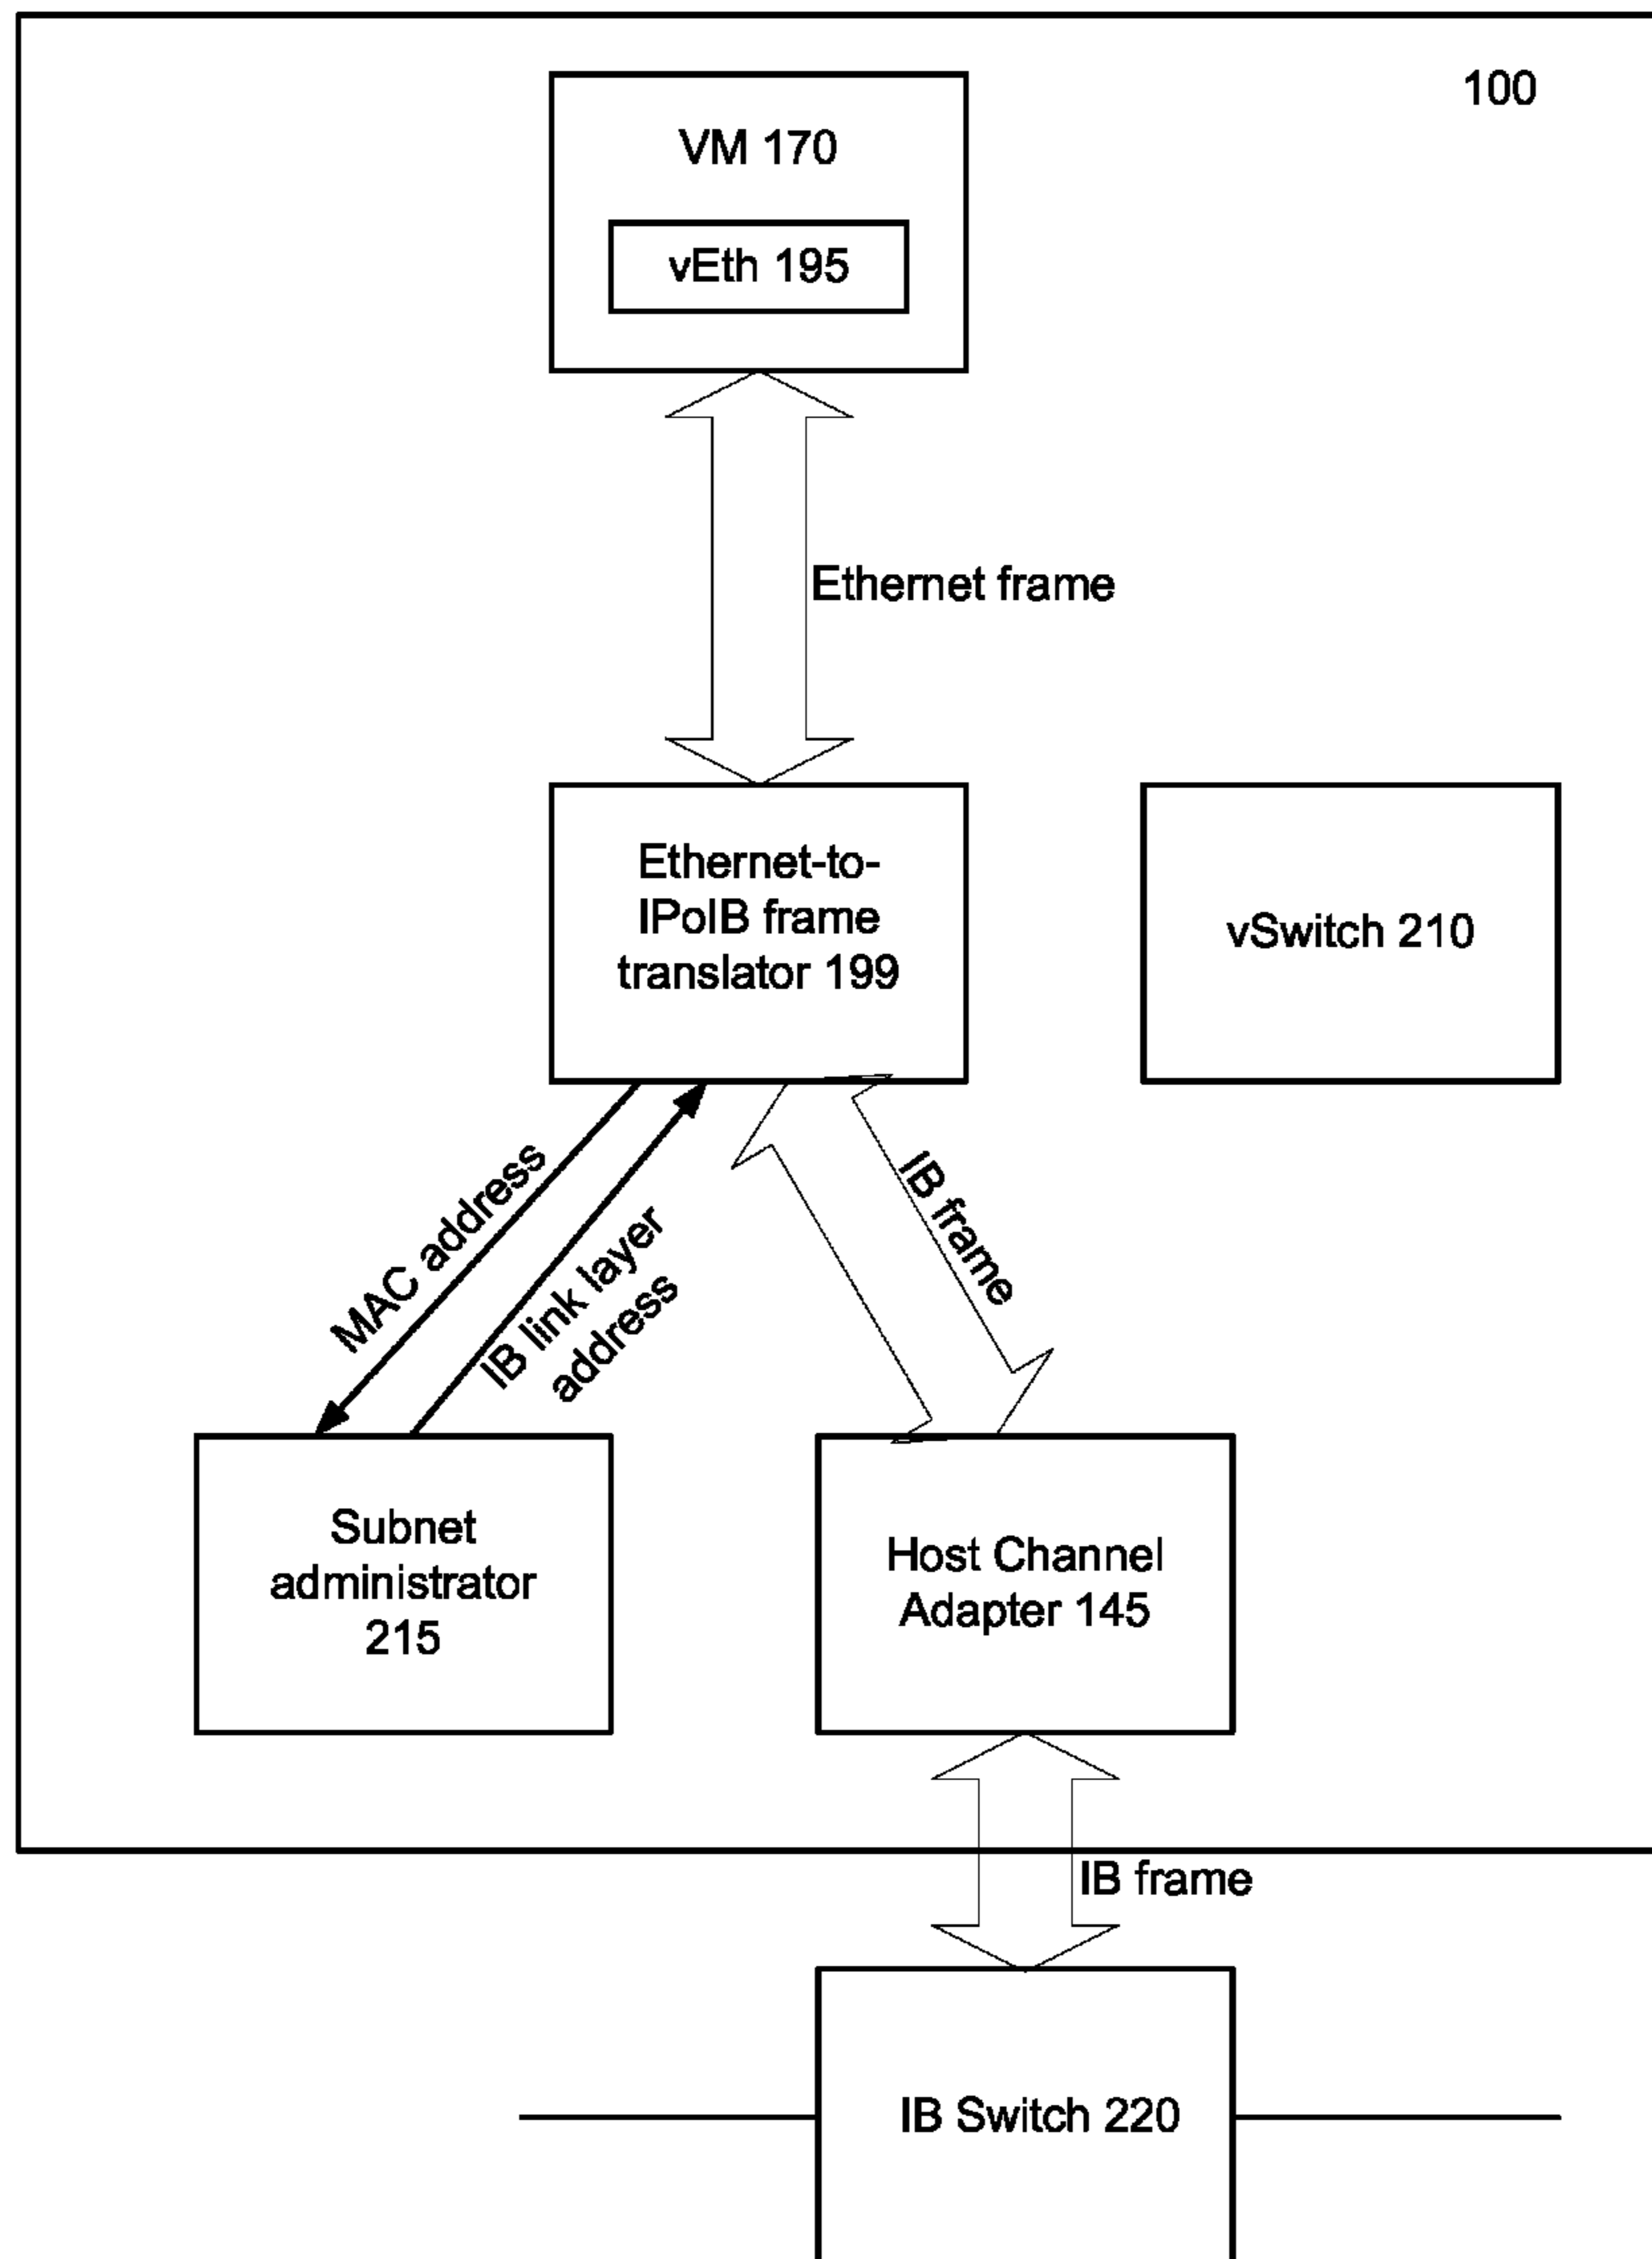 100
VM 170
vEth 195
Ethernet frame
Ethernet-to-
IPoIB frame
translator 199
vSwitch 210
MAC address
IB link layer
address
IB frame
Subnet
administrator
215
Host Channel
Adapter 145
IB frame
IB Switch 220